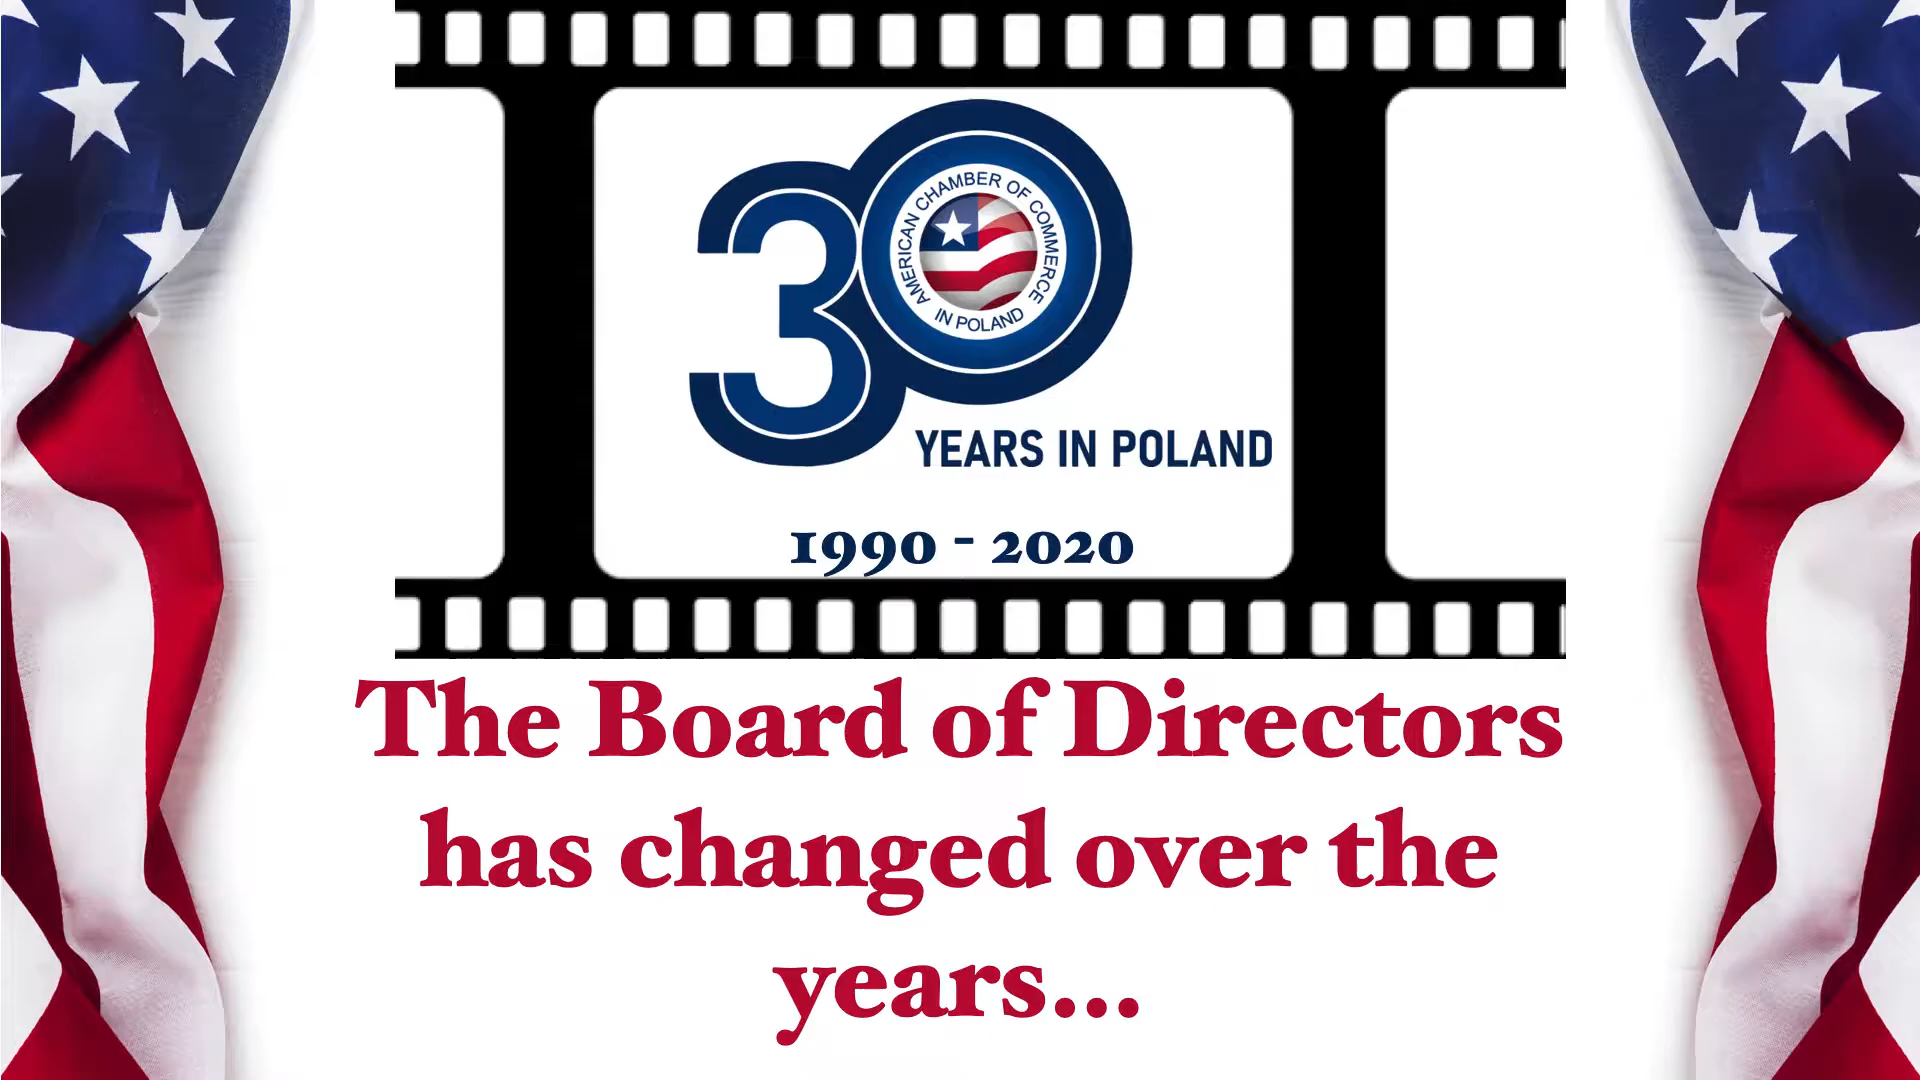 30
AMERICAN CHAMBER OF COMMERCE
IN POLAND
YEARS IN POLAND
1990 - 2020
The Board of Directors
has changed over the
years...